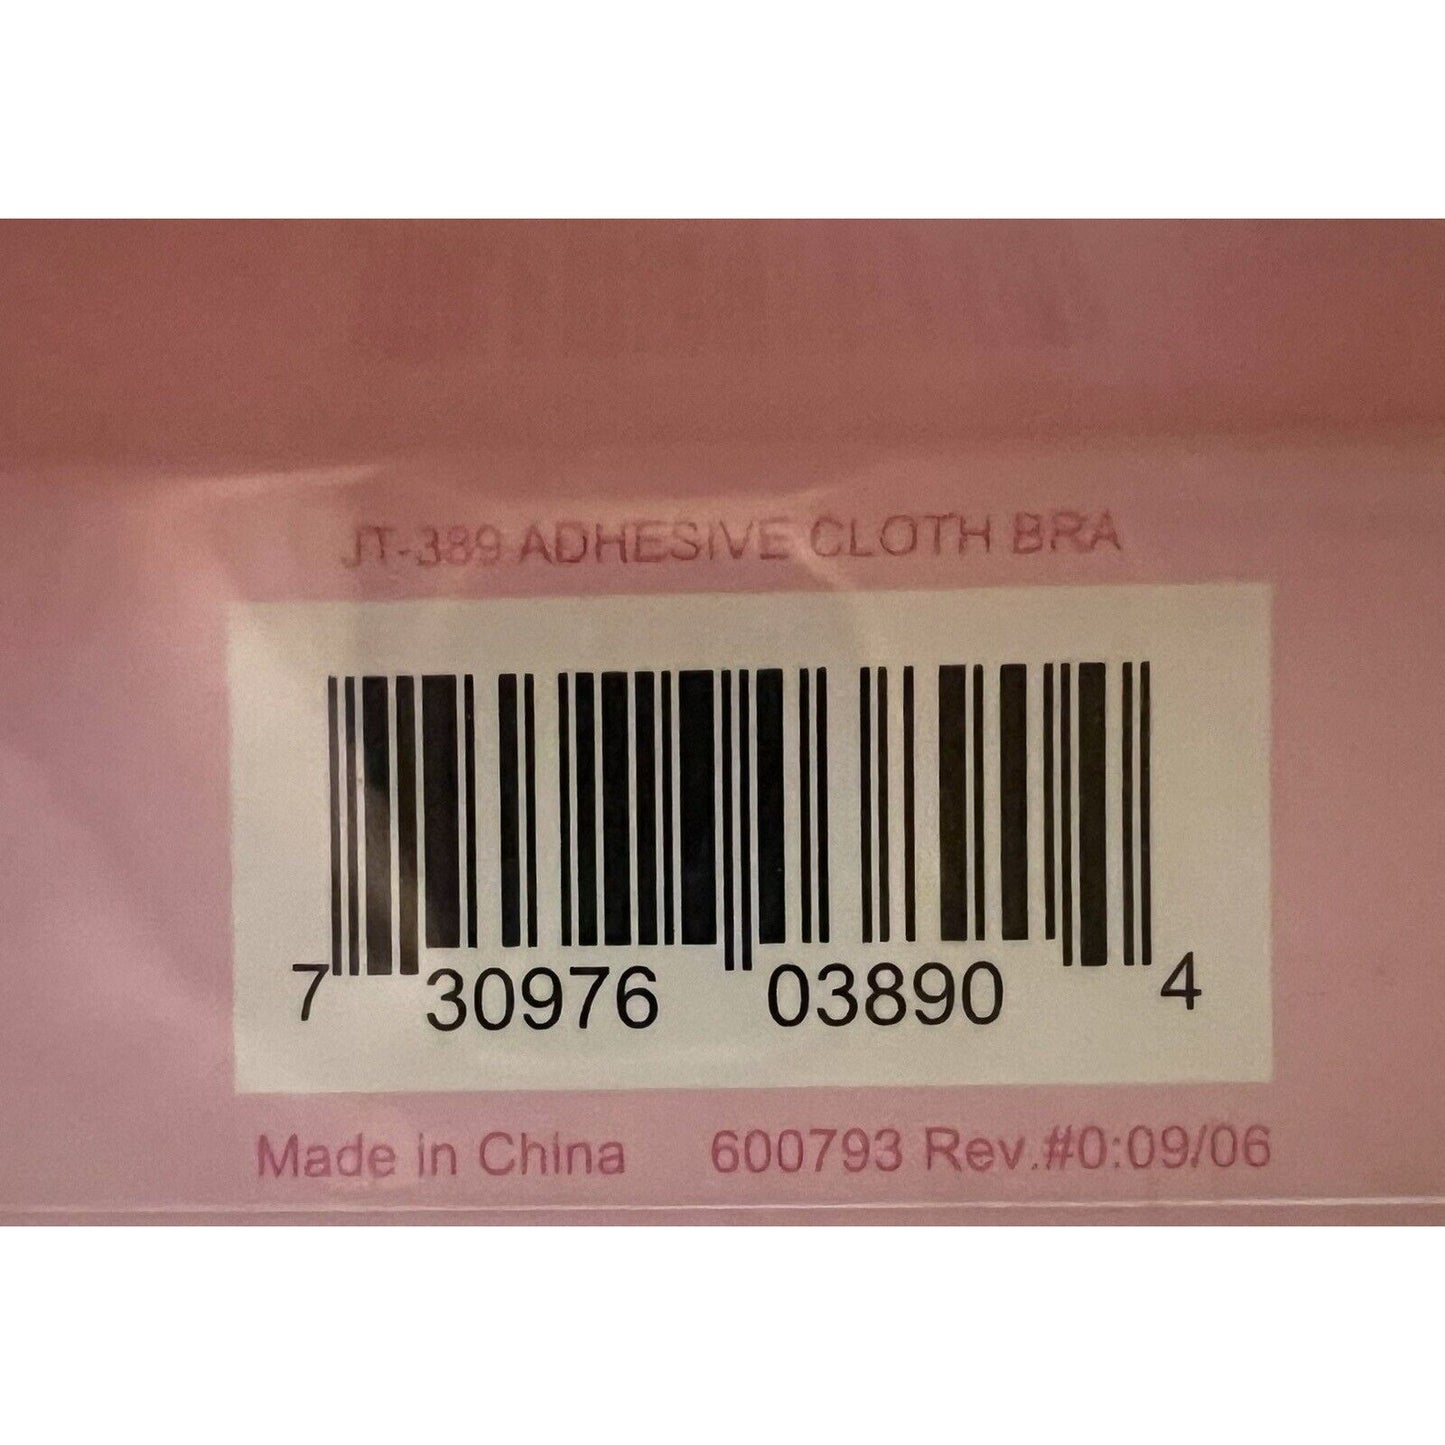 JT-389 ADHESIVE CLOTH BRA
7 30976 03890 4
Made in China 600793 Rev.#0:09/06